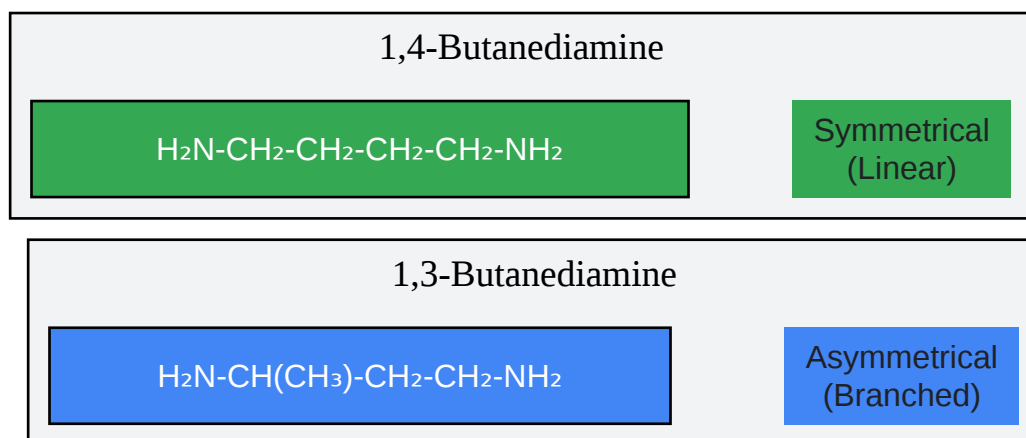 1,4-Butanediamine
H₂N-CH₂-CH₂-CH₂-CH₂-NH₂
Symmetrical
(Linear)
1,3-Butanediamine
H₂N-CH(CH₃)-CH₂-CH₂-NH₂
Asymmetrical
(Branched)